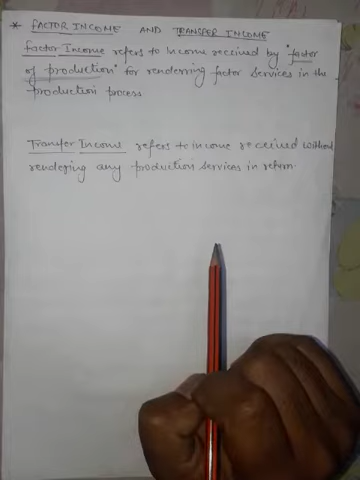 * FACTOR INCOME AND TRANSFER INCOME
Factor Income refers to Income received by "factor
of production" for renderring factor services in the
production process
Transfer Income refers to income received without
rendering any production services in return.